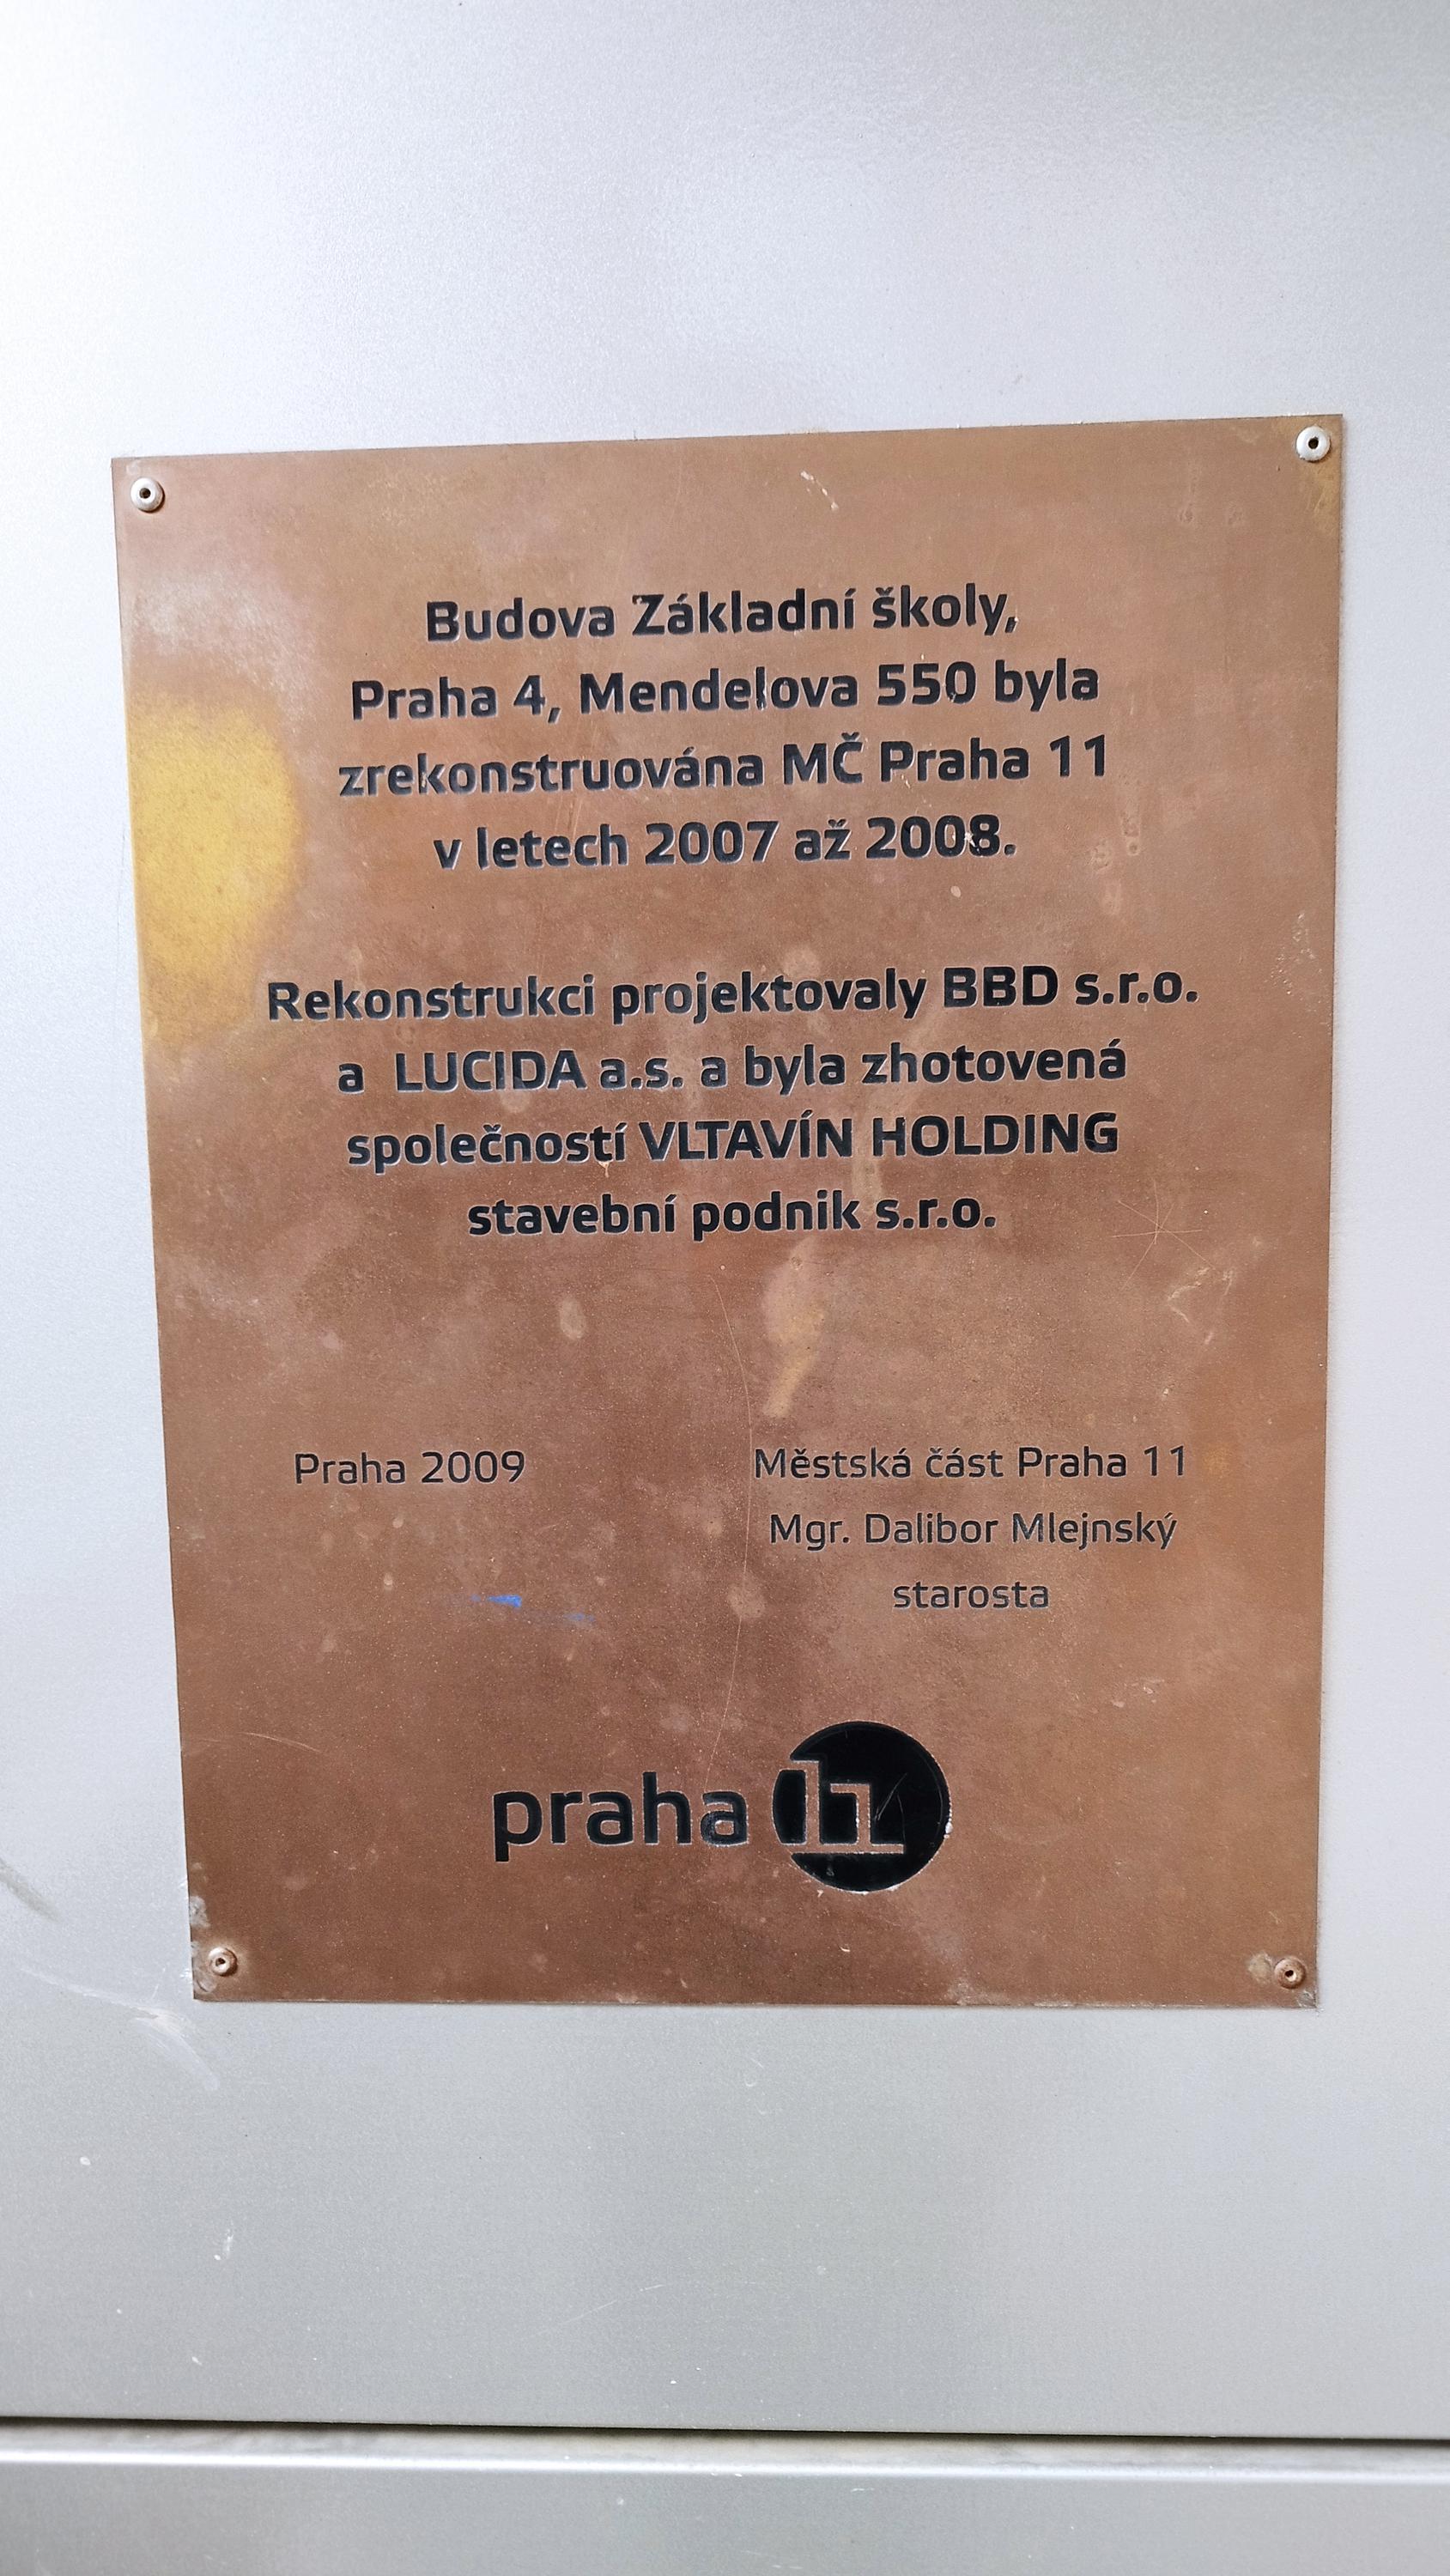 Budova Základní školy,
Praha 4, Mendelova 550 byla
zrekonstruována MČ Praha 11
v letech 2007 až 2008.
Rekonstrukci projektovaly BBD s.r.o.
a LUCIDA a.s. a byla zhotovená
společností VLTAVÍN HOLDING
stavební podnik s.r.o.
Praha 2009
Městská část Praha 11
Mgr. Dalibor Mlejnský
starosta
praha 11